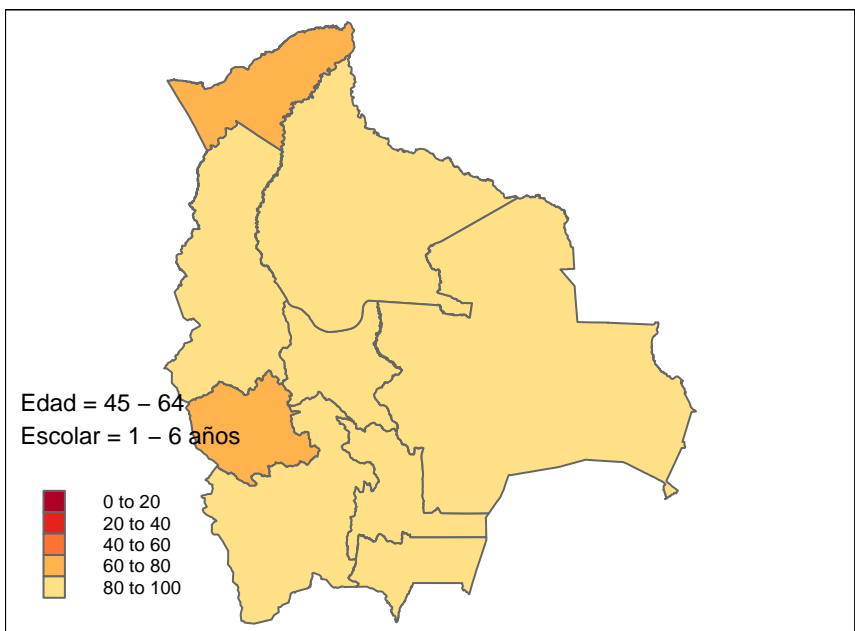 Edad = 45 − 64
Escolar = 1 − 6 años
0 to 20
20 to 40
40 to 60
60 to 80
80 to 100